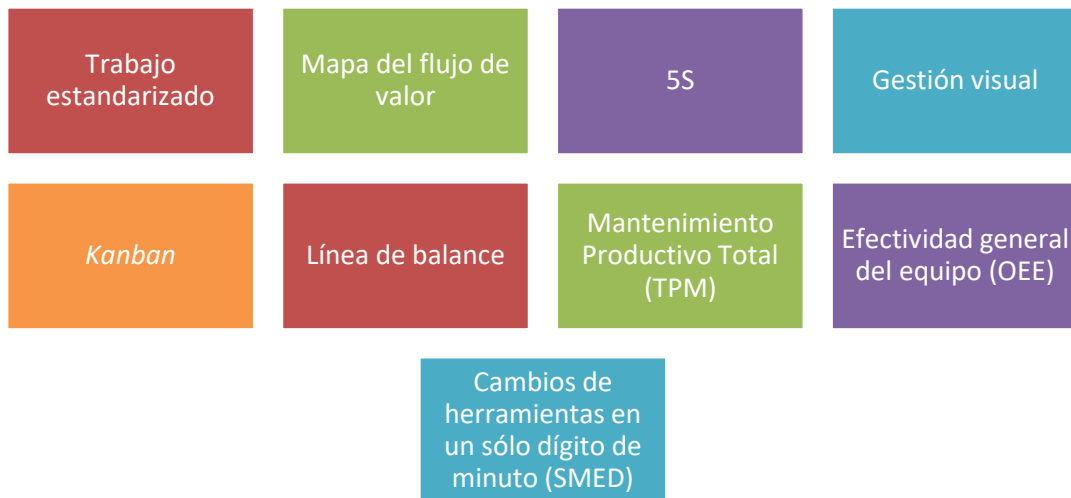 Trabajo
estandarizado
Mapa del flujo de
valor
5S
Gestión visual
Kanban
Línea de balance
Mantenimiento
Productivo Total
(TPM)
Efectividad general
del equipo (OEE)
Cambios de
herramientas en
un sólo dígito de
minuto (SMED)